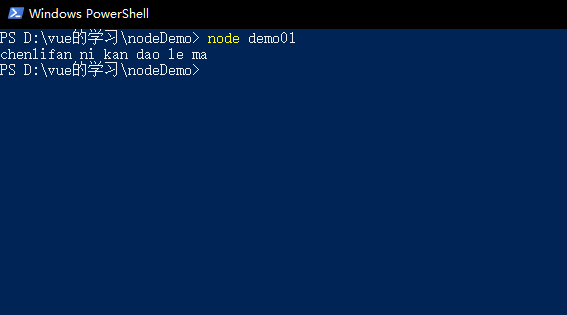 Windows PowerShell
PS D:\vue的学习\nodeDemo> node demo01
chenlifan ni kan dao le ma
PS D:\vue的学习\nodeDemo>